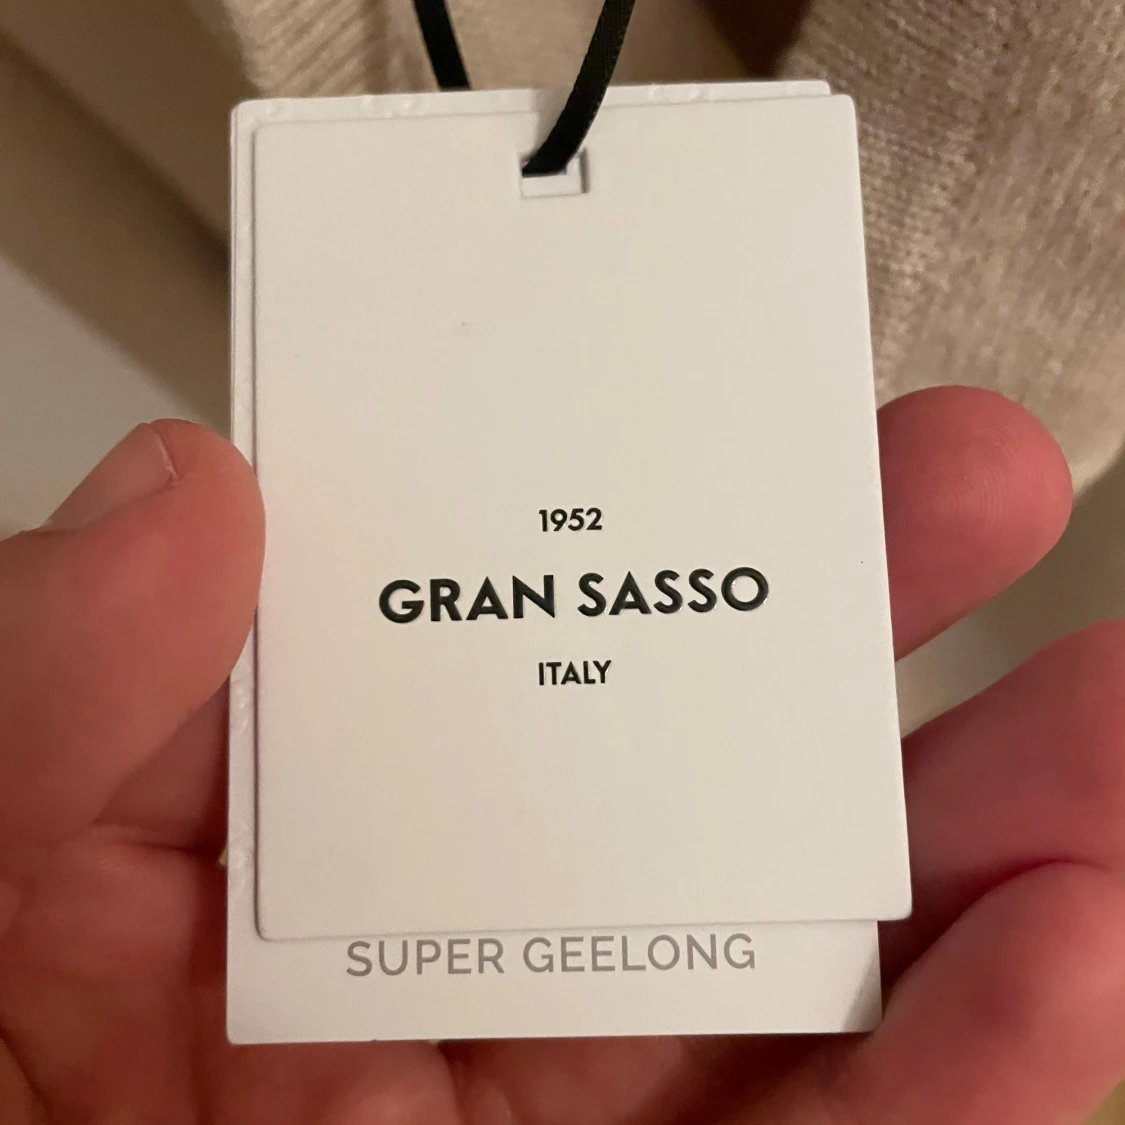 1952
GRAN SASSO
ITALY
SUPER GEELONG